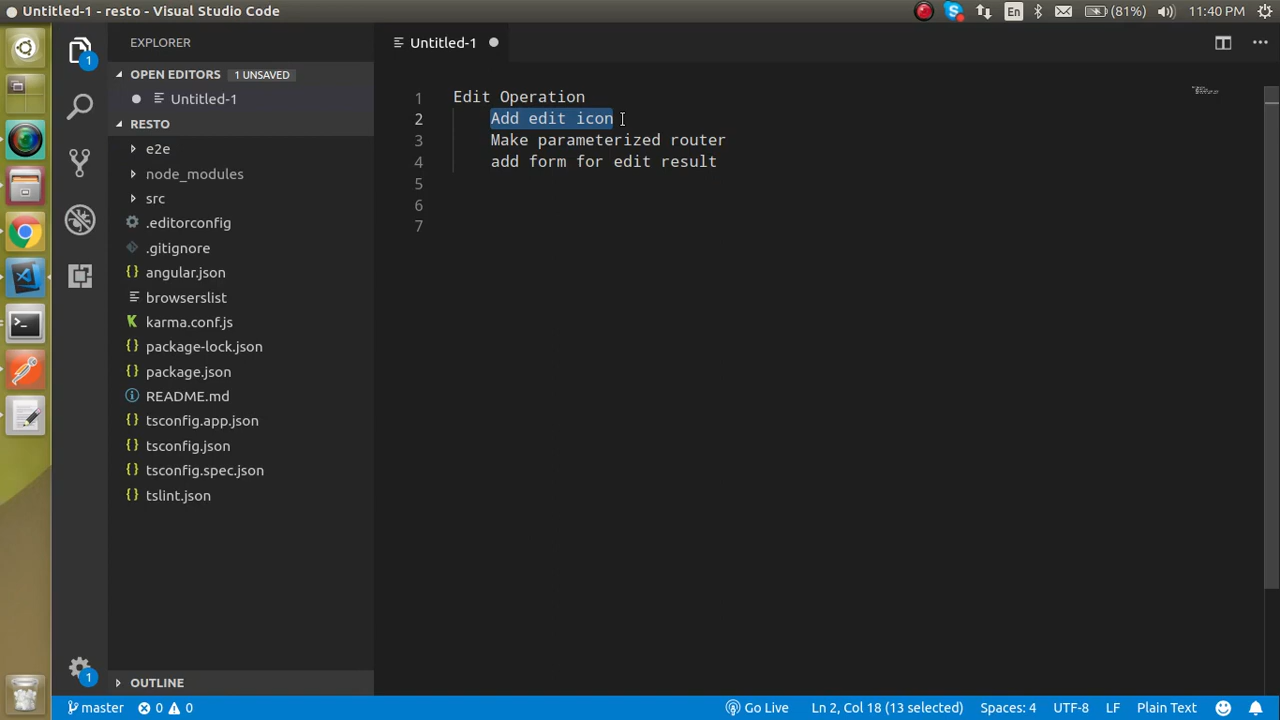 Untitled-1 - resto - Visual Studio Code
En
(81%)
11:40 PM
EXPLORER
Untitled-1
OPEN EDITORS
1 UNSAVED
Untitled-1
RESTO
e2e
node_modules
src
.editorconfig
.gitignore
angular.json
browserslist
karma.conf.js
package-lock.json
package.json
README.md
tsconfig.app.json
tsconfig.json
tsconfig.spec.json
tslint.json
OUTLINE
1
1
1 Edit Operation
2 Add edit icon
3 Make parameterized router
4 add form for edit result
5
6
7
master
0
0
Go Live
Ln 2, Col 18 (13 selected)
Spaces: 4
UTF-8
LF
Plain Text